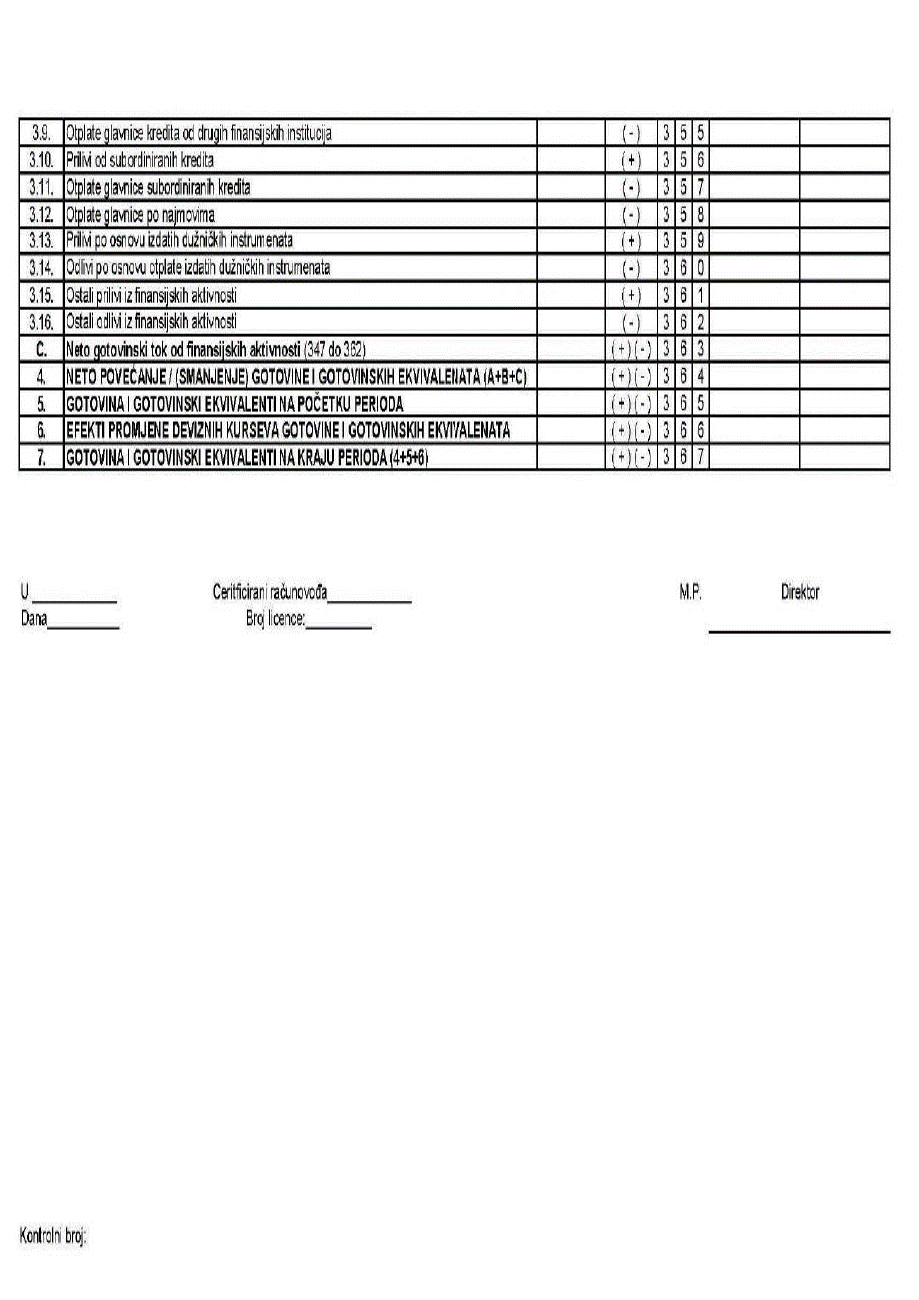 3.9. Otplate glavnice kredita od drugih finansijskih institucija ( - ) 3 5 5
3.10. Prilivi od subordiniranih kredita ( + ) 3 5 6
3.11. Otplate glavnice subordiniranih kredita ( - ) 3 5 7
3.12. Otplate glavnice po najmovima ( - ) 3 5 8
3.13. Prilivi po osnovu izdatih dužničkih instrumenata ( + ) 3 5 9
3.14. Odlivi po osnovu otplate izdatih dužničkih instrumenata ( - ) 3 6 0
3.15. Ostali prilivi iz finansijskih aktivnosti ( + ) 3 6 1
3.16. Ostali odlivi iz finansijskih aktivnosti ( - ) 3 6 2
C. Neto gotovinski tok od finansijskih aktivnosti (347 do 362) ( + ) ( - ) 3 6 3
4. NETO POVEĆANJE / (SMANJENJE) GOTOVINE I GOTOVINSKIH EKVIVALENATA (A+B+C) ( + ) ( - ) 3 6 4
5. GOTOVINA I GOTOVINSKI EKVIVALENTI NA POČETKU PERIODA ( + ) ( - ) 3 6 5
6. EFEKTI PROMJENE DEVIZNIH KURSEVA GOTOVINE I GOTOVINSKIH EKVIVALENATA ( + ) ( - ) 3 6 6
7. GOTOVINA I GOTOVINSKI EKVIVALENTI NA KRAJU PERIODA (4+5+6) ( + ) ( - ) 3 6 7
U __________ Ceritficirani računovođa__________ M.P. Direktor
Dana_________ Broj licence:________
Kontrolni broj: